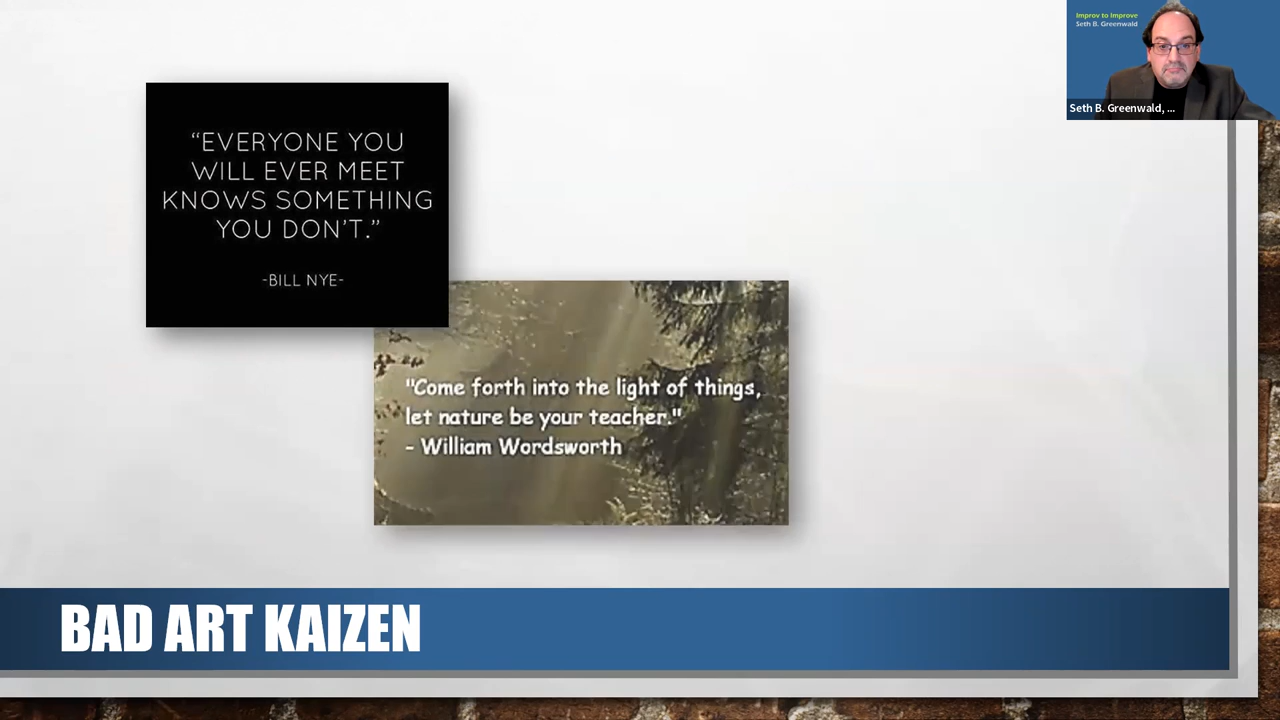 Improv to Improve
Seth B. Greenwald
Seth B. Greenwald, ...
“EVERYONE YOU
WILL EVER MEET
KNOWS SOMETHING
YOU DON’T.”
-BILL NYE-
"Come forth into the light of things,
let nature be your teacher."
- William Wordsworth
BAD ART KAIZEN